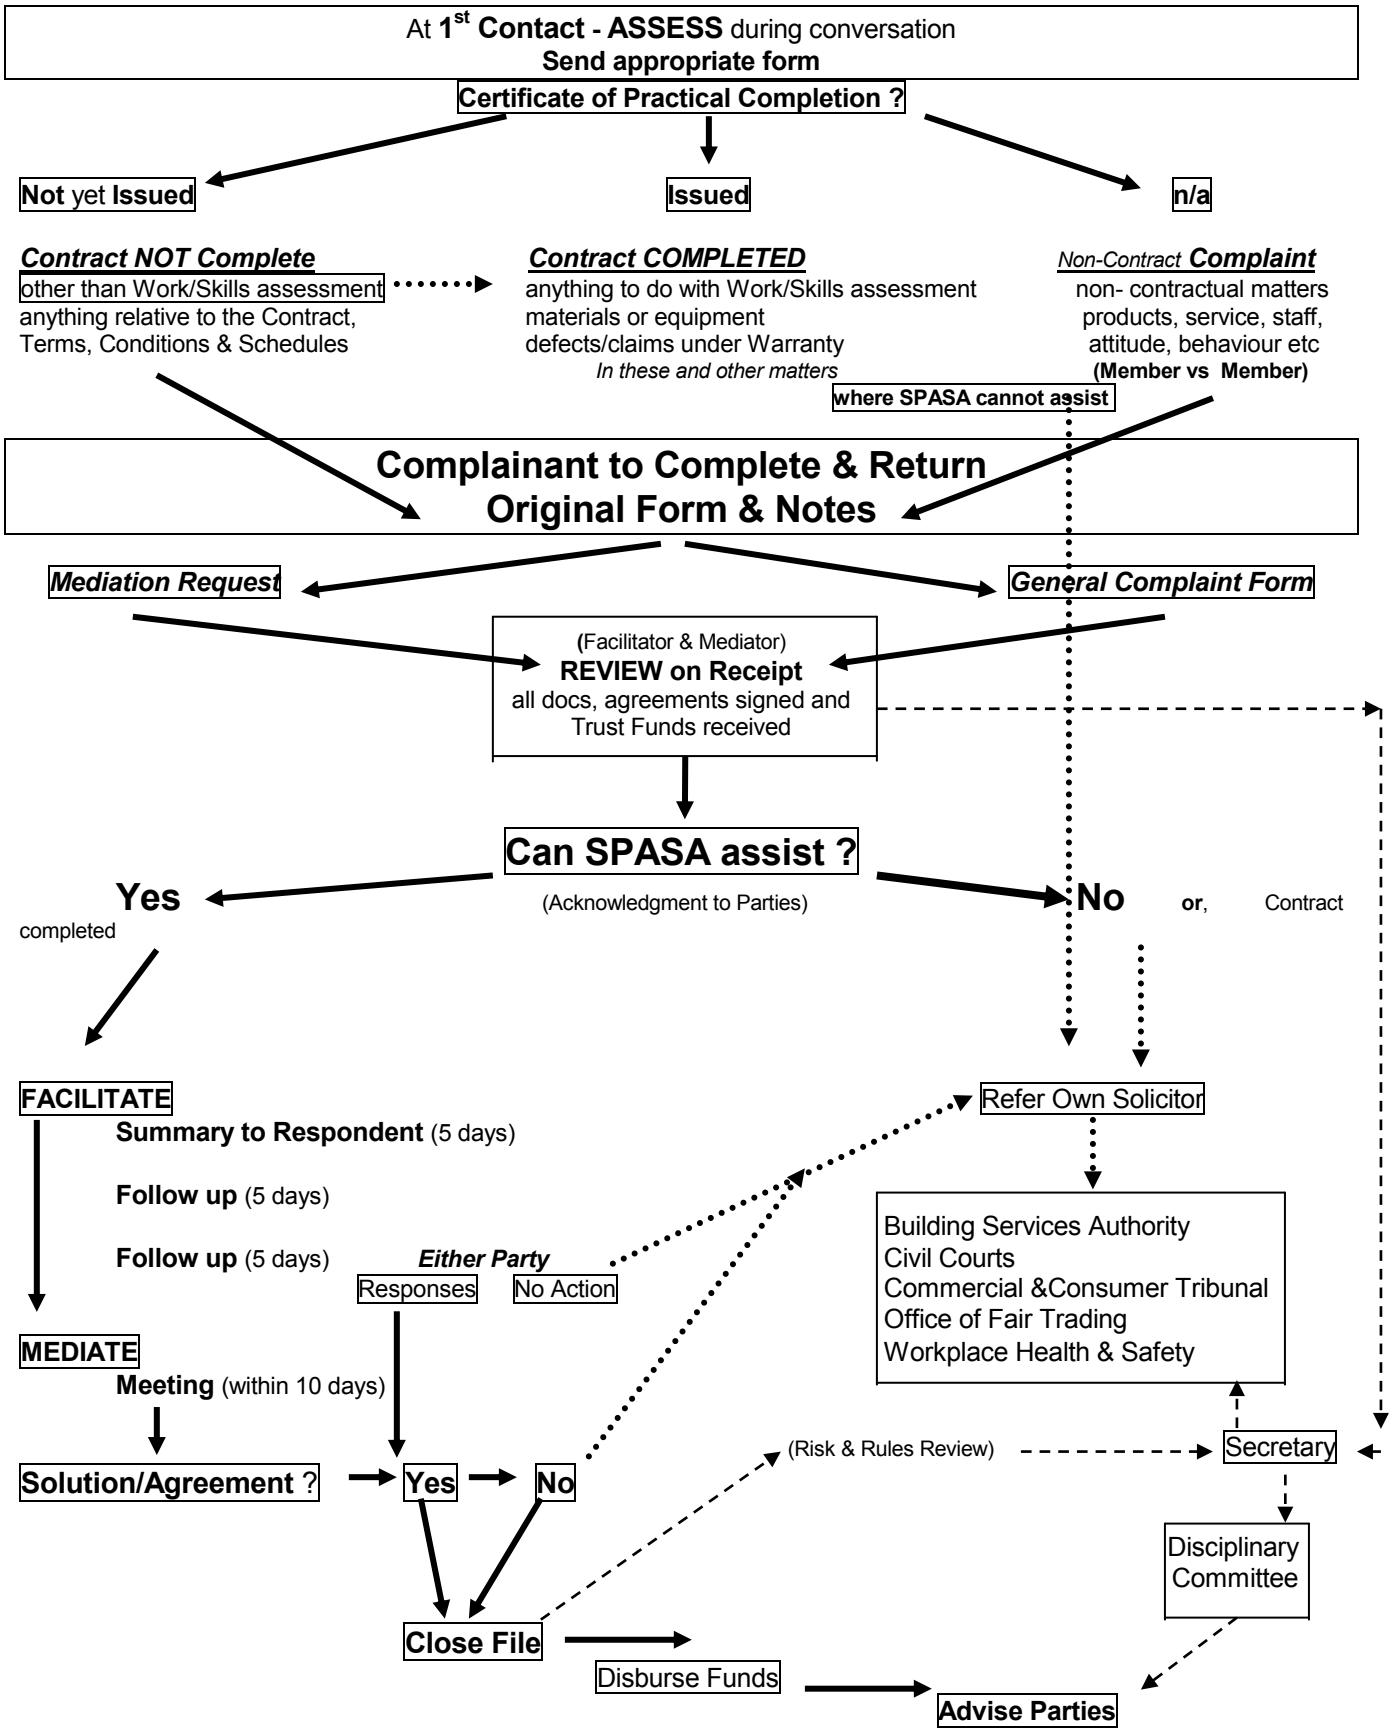 At 1st Contact - ASSESS during conversation
Send appropriate form
Certificate of Practical Completion ?
Not yet Issued
Issued
n/a
Contract NOT Complete
other than Work/Skills assessment
anything relative to the Contract,
Terms, Conditions & Schedules
Contract COMPLETED
anything to do with Work/Skills assessment
materials or equipment
defects/claims under Warranty
In these and other matters
where SPASA cannot assist
Non-Contract Complaint
non- contractual matters
products, service, staff,
attitude, behaviour etc
(Member vs Member)
Complainant to Complete & Return
Original Form & Notes
Mediation Request
General Complaint Form
(Facilitator & Mediator)
REVIEW on Receipt
all docs, agreements signed and
Trust Funds received
Can SPASA assist ?
Yes
(Acknowledgment to Parties)
No or, Contract
completed
FACILITATE
Summary to Respondent (5 days)
Follow up (5 days)
Follow up (5 days)
Either Party
Responses
No Action
Refer Own Solicitor
Building Services Authority
Civil Courts
Commercial &Consumer Tribunal
Office of Fair Trading
Workplace Health & Safety
MEDIATE
Meeting (within 10 days)
Solution/Agreement ?
Yes
No
(Risk & Rules Review)
Secretary
Disciplinary
Committee
Close File
Disburse Funds
Advise Parties